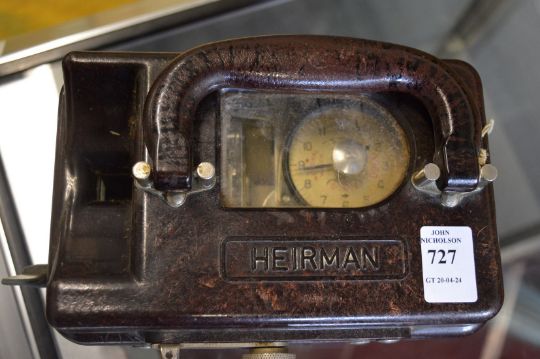 HEIRMAN
JOHN
NICHOLSON
727
GT 20-04-24